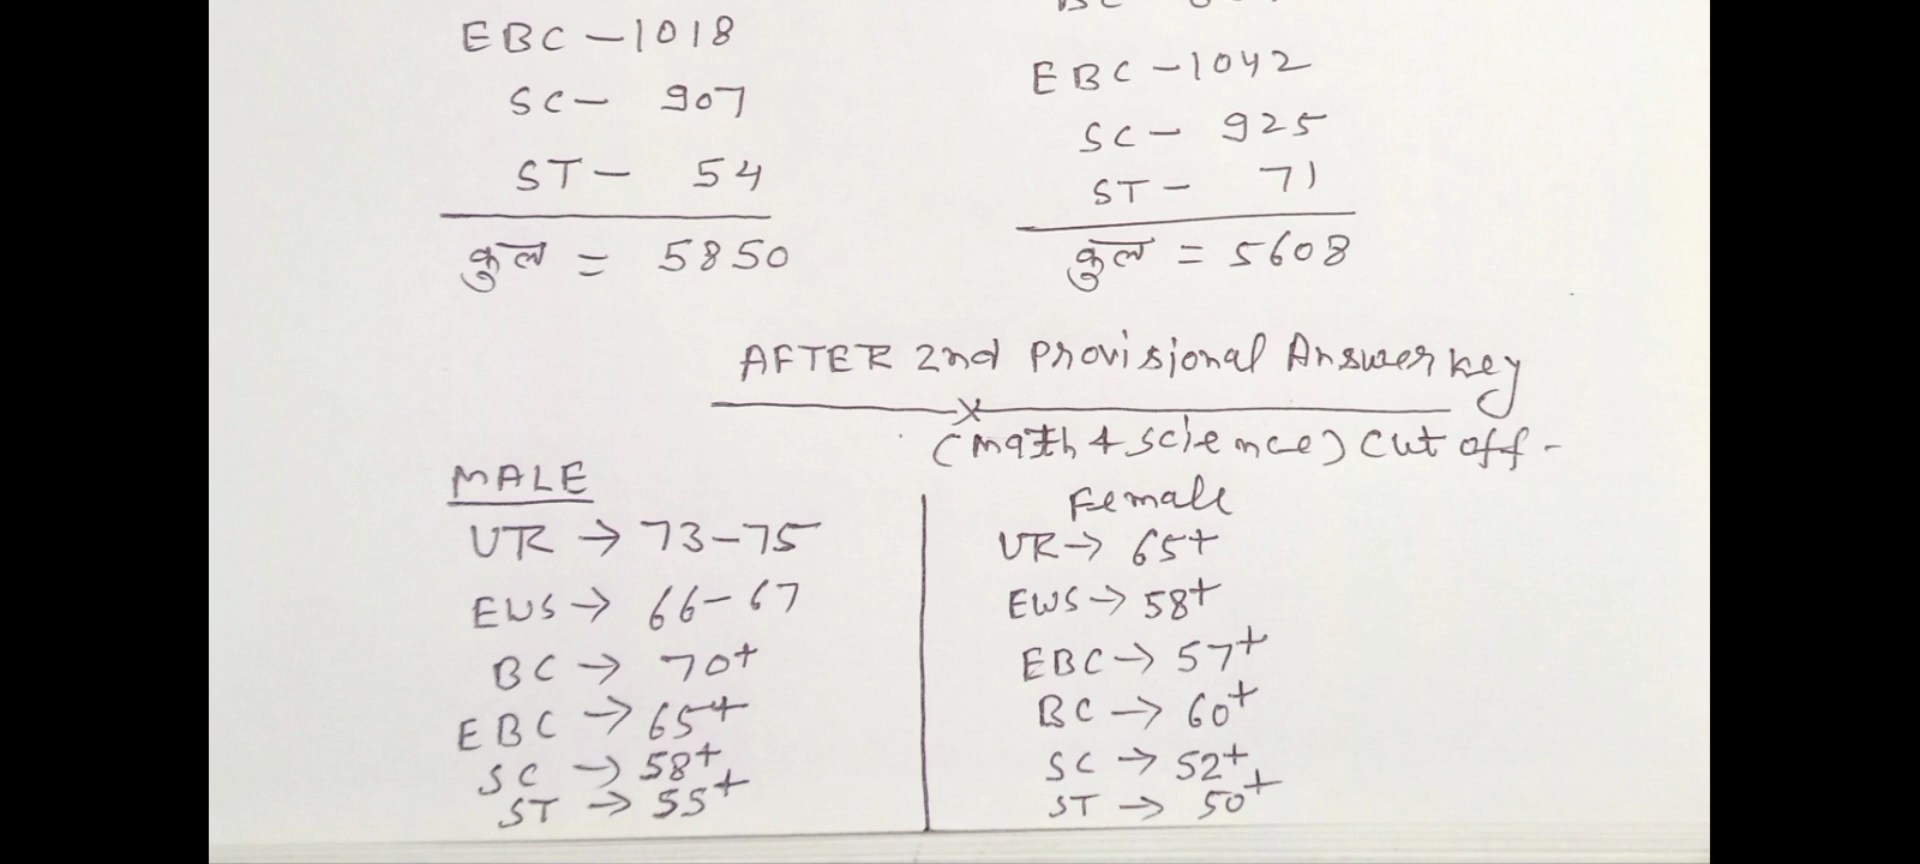 EBC - 1018
SC - 907
ST - 54
कुल = 5850
EBC - 1042
SC - 925
ST - 71
कुल = 5608
AFTER 2nd Provisional Answer key
(Math & science) cut off -
MALE
UR → 73-75
EWS → 66-67
BC → 70+
EBC → 65+
SC → 58+
ST → 55+
Female
UR → 65+
EWS → 58+
EBC → 57+
BC → 60+
SC → 52+
ST → 50+